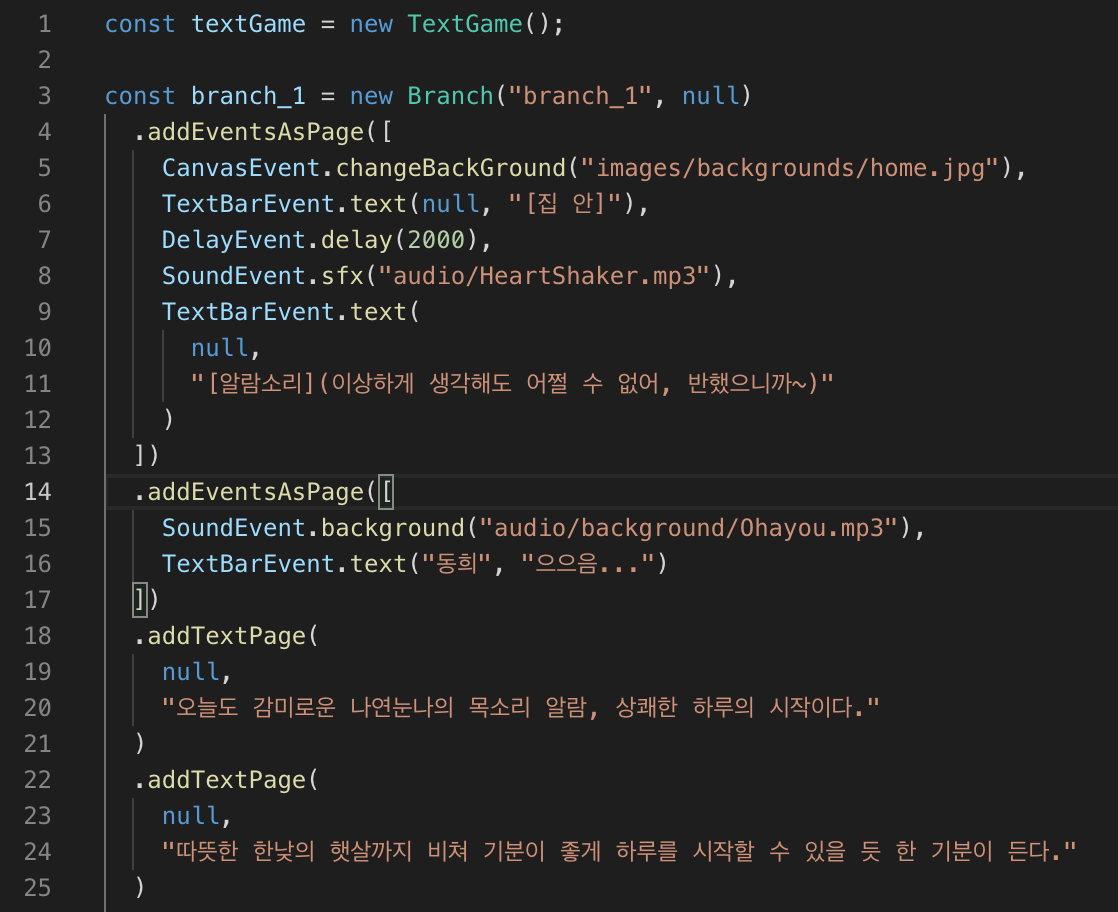 1 const textGame = new TextGame();
2
3 const branch_1 = new Branch("branch_1", null)
4 .addEventsAsPage([
5 CanvasEvent.changeBackGround("images/backgrounds/home.jpg"),
6 TextBarEvent.text(null, "[집 안]"),
7 DelayEvent.delay(2000),
8 SoundEvent.sfx("audio/HeartShaker.mp3"),
9 TextBarEvent.text(
10 null,
11 "[알람소리](이상하게 생각해도 어쩔 수 없어, 반했으니까~)"
12 )
13 ])
14 .addEventsAsPage([
15 SoundEvent.background("audio/background/Ohayou.mp3"),
16 TextBarEvent.text("동희", "으으음...")
17 ])
18 .addTextPage(
19 null,
20 "오늘도 감미로운 나연눈나의 목소리 알람, 상쾌한 하루의 시작이다."
21 )
22 .addTextPage(
23 null,
24 "따뜻한 한낮의 햇살까지 비쳐 기분이 좋게 하루를 시작할 수 있을 듯 한 기분이 든다."
25 )